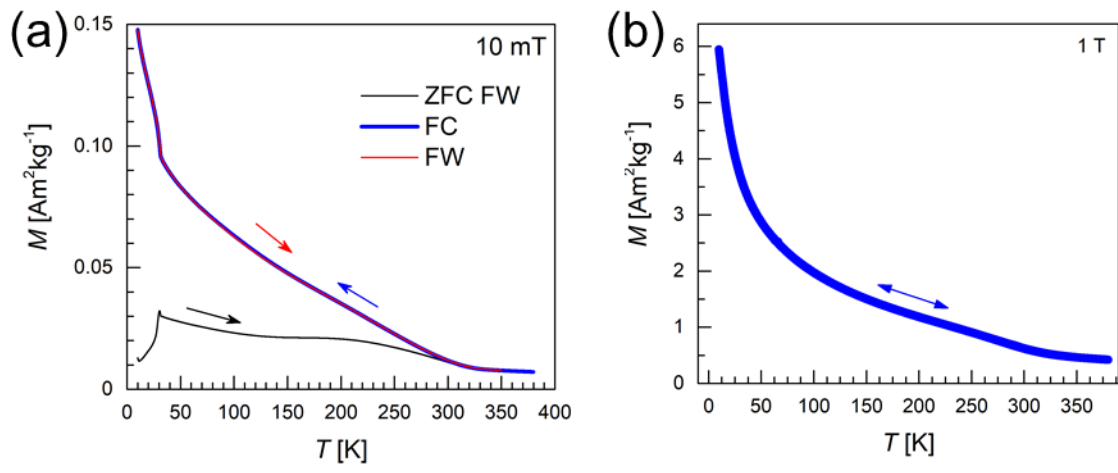 (a)
10 mT
ZFC FW
FC
FW
0.15
0.10
0.05
0
M [Am²kg⁻¹]
0 50 100 150 200 250 300 350 400
T [K]
(b)
1 T
6
5
4
3
2
1
0
M [Am²kg⁻¹]
0 50 100 150 200 250 300 350
T [K]